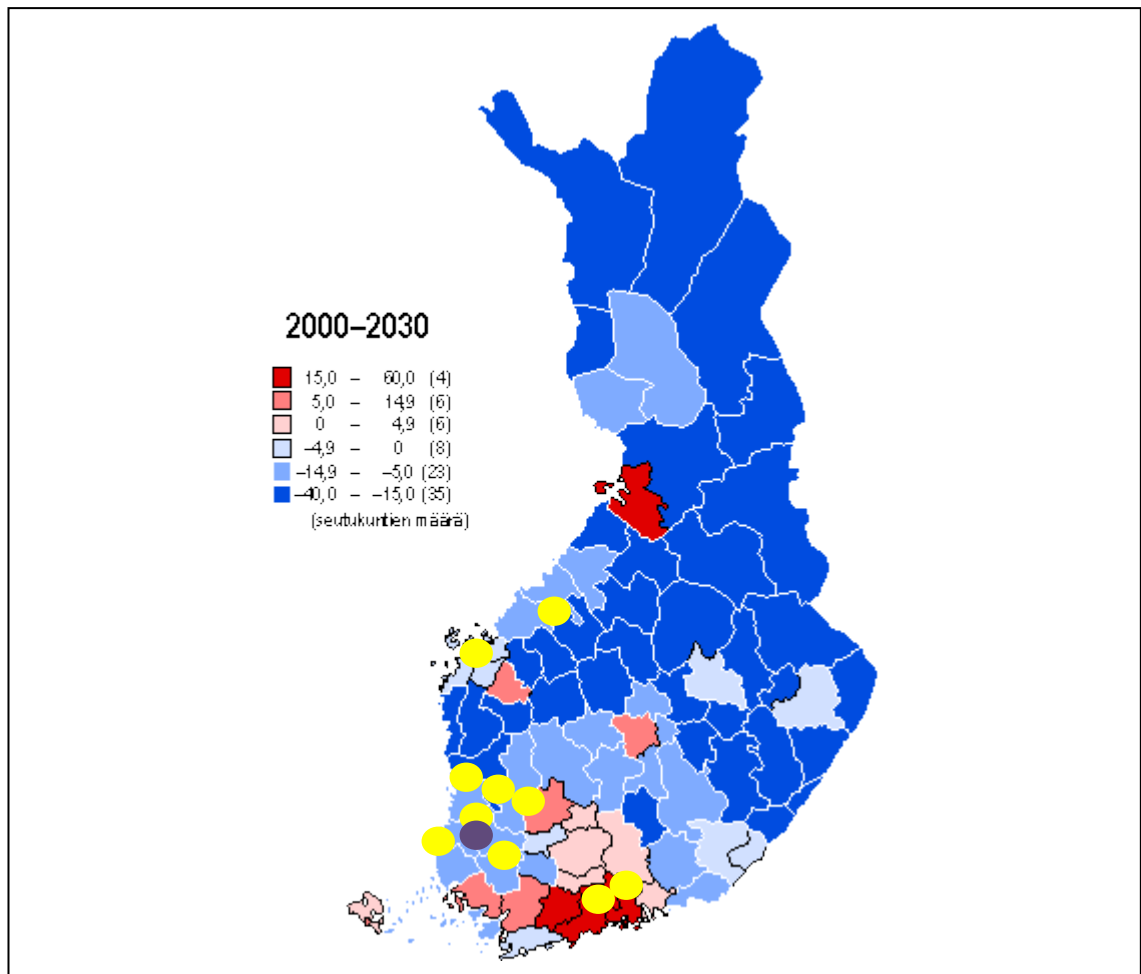 2000–2030
15,0 – 60,0 (4)
5,0 – 14,9 (6)
0 – 4,9 (6)
–4,9 – 0 (8)
–14,9 – –5,0 (23)
–40,0 – –15,0 (35)
(seutukuntien määrä)